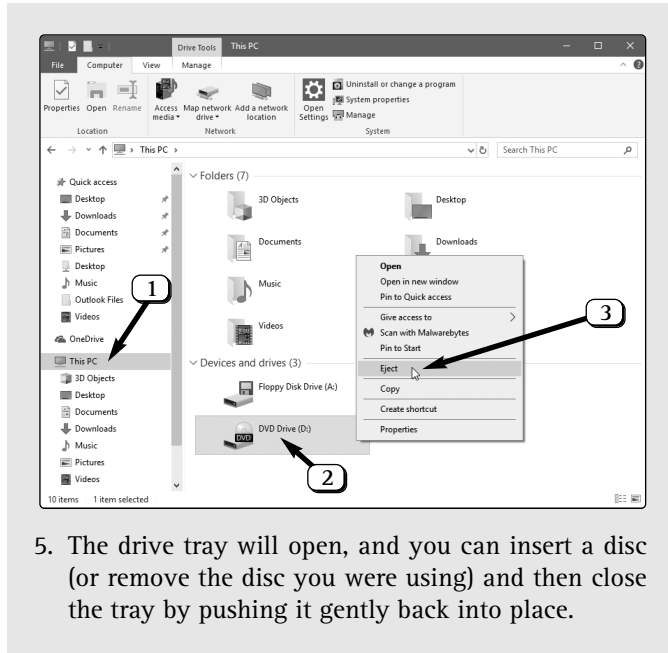 Drive Tools This PC
File Computer View Manage
Properties Open Rename Access media Map network drive Add a network location Open Settings Uninstall or change a program
System properties
Manage
Location Network System
This PC
Search This PC
Quick access
Desktop
Downloads
Documents
Pictures
Desktop
Music
Outlook Files
Videos
OneDrive
This PC
3D Objects
Desktop
Documents
Downloads
Music
Pictures
Videos
Folders (7)
3D Objects
Desktop
Documents
Downloads
Music
Videos
Devices and drives (3)
Floppy Disk Drive (A:)
DVD
DVD Drive (D:)
Open
Open in new window
Pin to Quick access
Give access to
Scan with Malwarebytes
Pin to Start
Eject
Copy
Create shortcut
Properties
1
2
3
10 items 1 item selected
5. The drive tray will open, and you can insert a disc
(or remove the disc you were using) and then close
the tray by pushing it gently back into place.